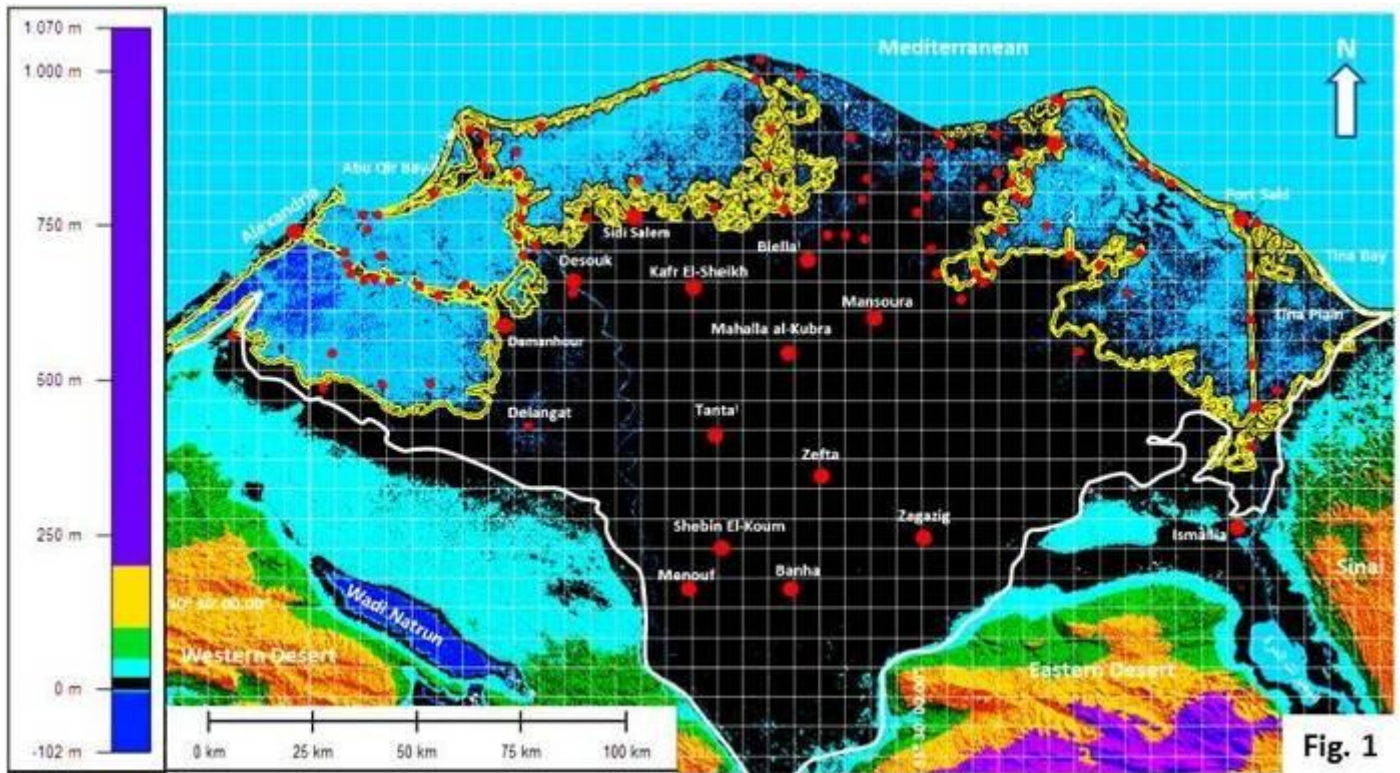 1.070 m
1 000 m
750 m
500 m
250 m
0 m
-102 m
Mediterranean
N
Abu Qir Bay
Alexandria
Port Said
Sidi Salem
Biella
Tina Bay
Desouk
Kafr El-Sheikh
Mansoura
Tina Plain
Damanhour
Mahalla al-Kubra
Delangat
Tanta
Zefta
Shebin El-Koum
Zagazig
Ismailia
Menouf
Banha
Sinai
Wadi Natrun
Western Desert
Eastern Desert
0 km
25 km
50 km
75 km
100 km
Fig. 1